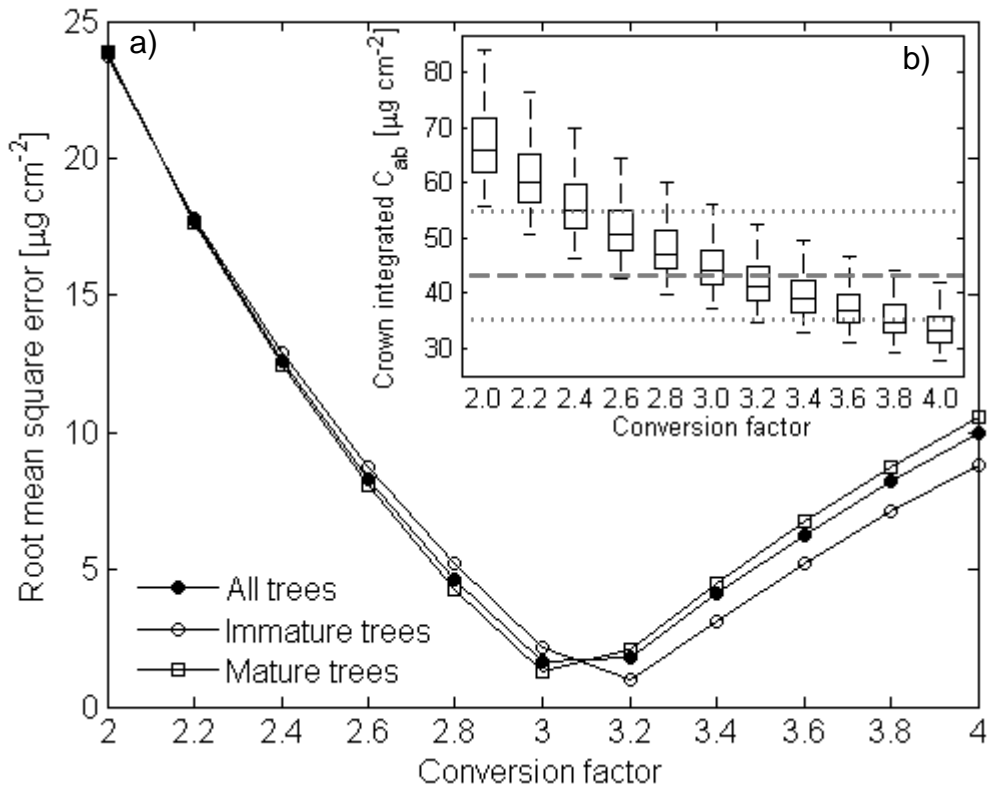 a)
Root mean square error [µg cm-2]
25
20
15
10
5
0
2 2.2 2.4 2.6 2.8 3 3.2 3.4 3.6 3.8 4
Conversion factor
All trees
Immature trees
Mature trees
b)
Crown integrated Cab [µg cm-2]
80
70
60
50
40
30
2.0 2.2 2.4 2.6 2.8 3.0 3.2 3.4 3.6 3.8 4.0
Conversion factor